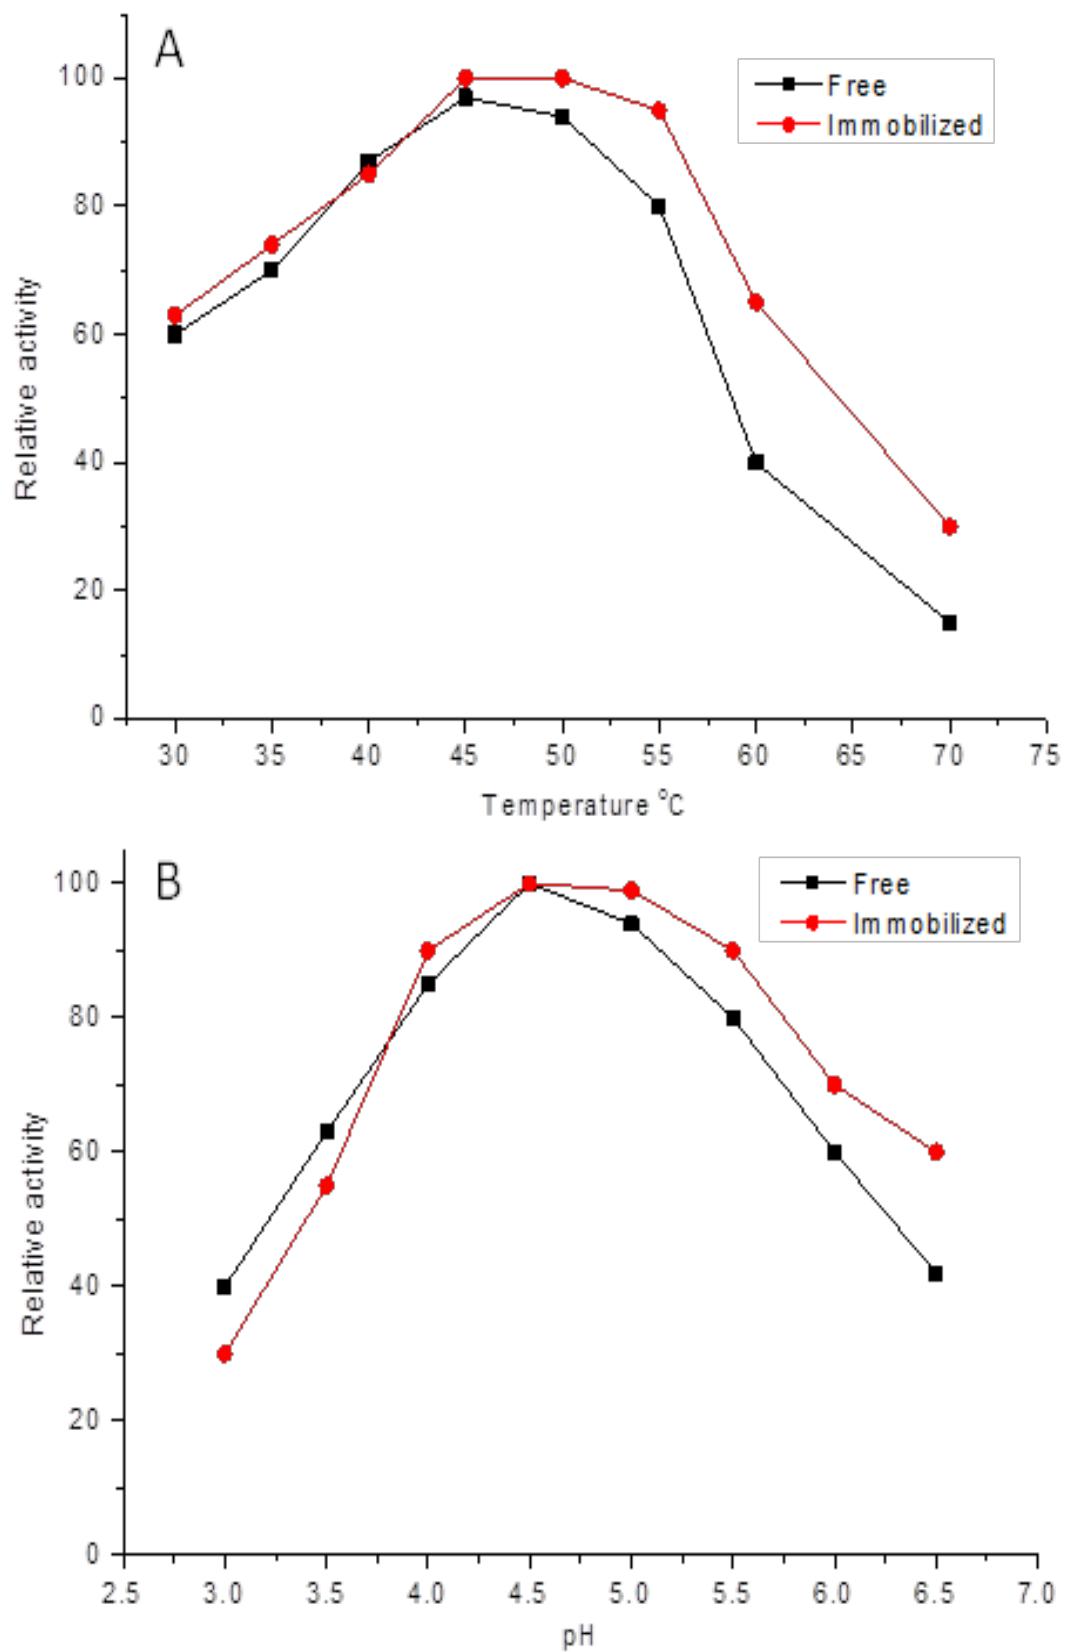 A
Free
Immobilized
100
80
60
40
20
0
Relative activity
30 35 40 45 50 55 60 65 70 75
Temperature °C
B
Free
Immobilized
100
80
60
40
20
0
Relative activity
2.5 3.0 3.5 4.0 4.5 5.0 5.5 6.0 6.5 7.0
pH